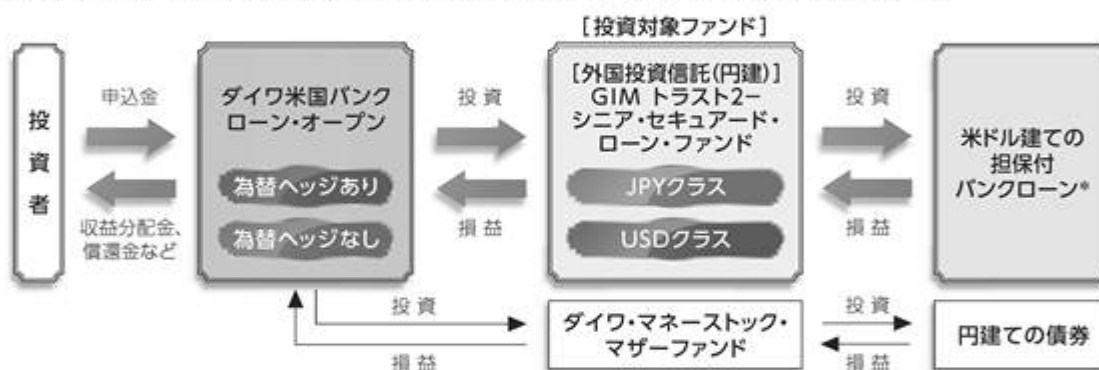 [投資対象ファンド]
投資者
申込金
収益分配金、
償還金など
ダイワ米国バンク
ローン・オープン
為替ヘッジあり
為替ヘッジなし
投資
損益
[外国投資信託(円建)]
GIM トラスト2－
シニア・セキュアード・
ローン・ファンド
JPYクラス
USDクラス
投資
損益
米ドル建ての
担保付
バンクローン*
投資
損益
ダイワ・マネーストック・
マザーファンド
投資
損益
円建ての債券